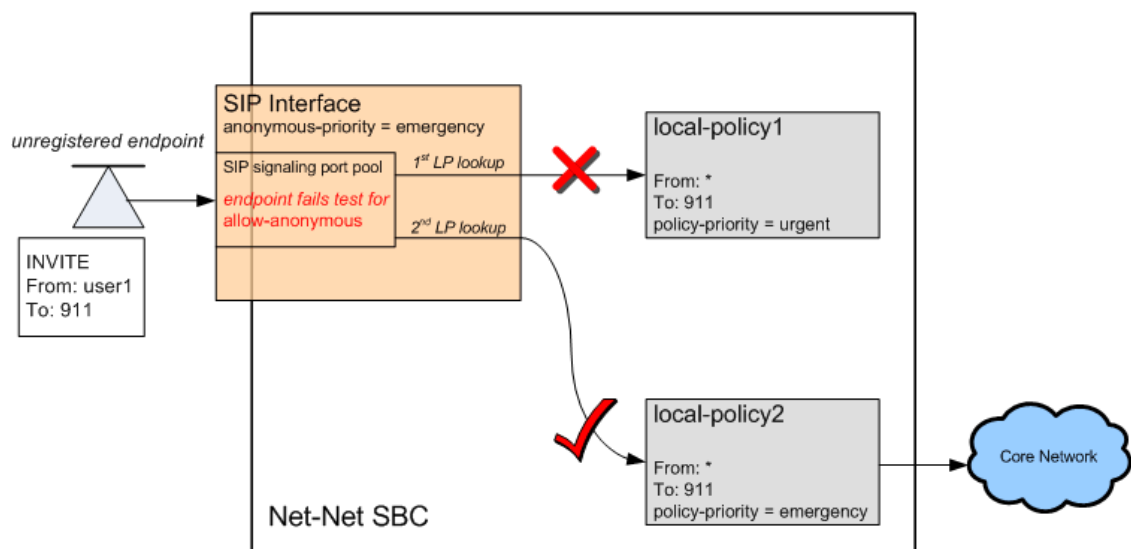 unregistered endpoint
INVITE
From: user1
To: 911
SIP Interface
anonymous-priority = emergency
SIP signaling port pool
endpoint fails test for
allow-anonymous
1st LP lookup
2nd LP lookup
local-policy1
From: *
To: 911
policy-priority = urgent
local-policy2
From: *
To: 911
policy-priority = emergency
Core Network
Net-Net SBC